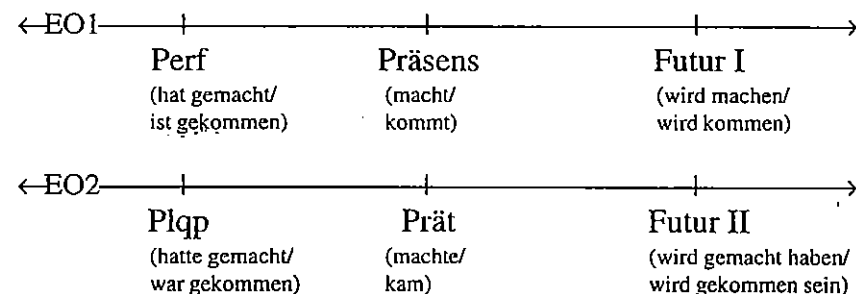 EO1
Perf Präsens Futur I
(hat gemacht/ (macht/ (wird machen/
ist gekommen) kommt) wird kommen)
EO2
Plqp Prät Futur II
(hatte gemacht/ (machte/ (wird gemacht haben/
war gekommen) kam) wird gekommen sein)